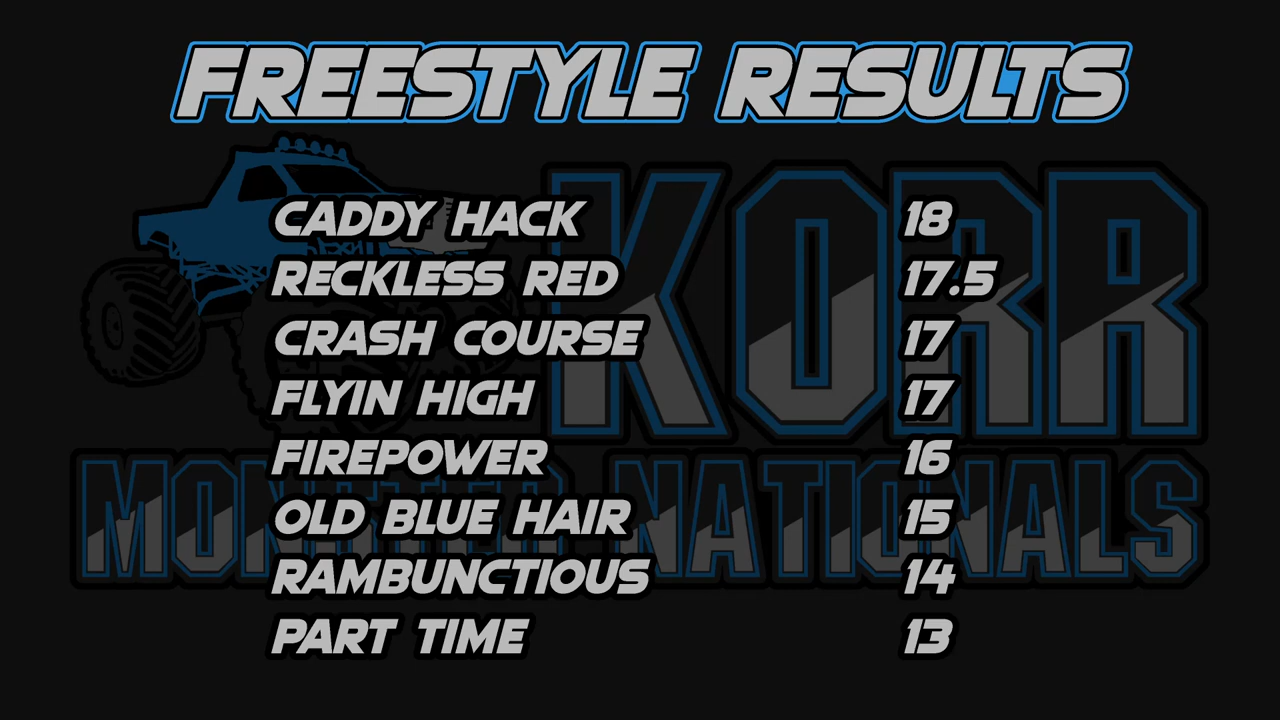 FREESTYLE RESULTS
KORR
MONSTER NATIONALS
CADDY HACK 18
RECKLESS RED 17.5
CRASH COURSE 17
FLYIN HIGH 17
FIREPOWER 16
OLD BLUE HAIR 15
RAMBUNCTIOUS 14
PART TIME 13